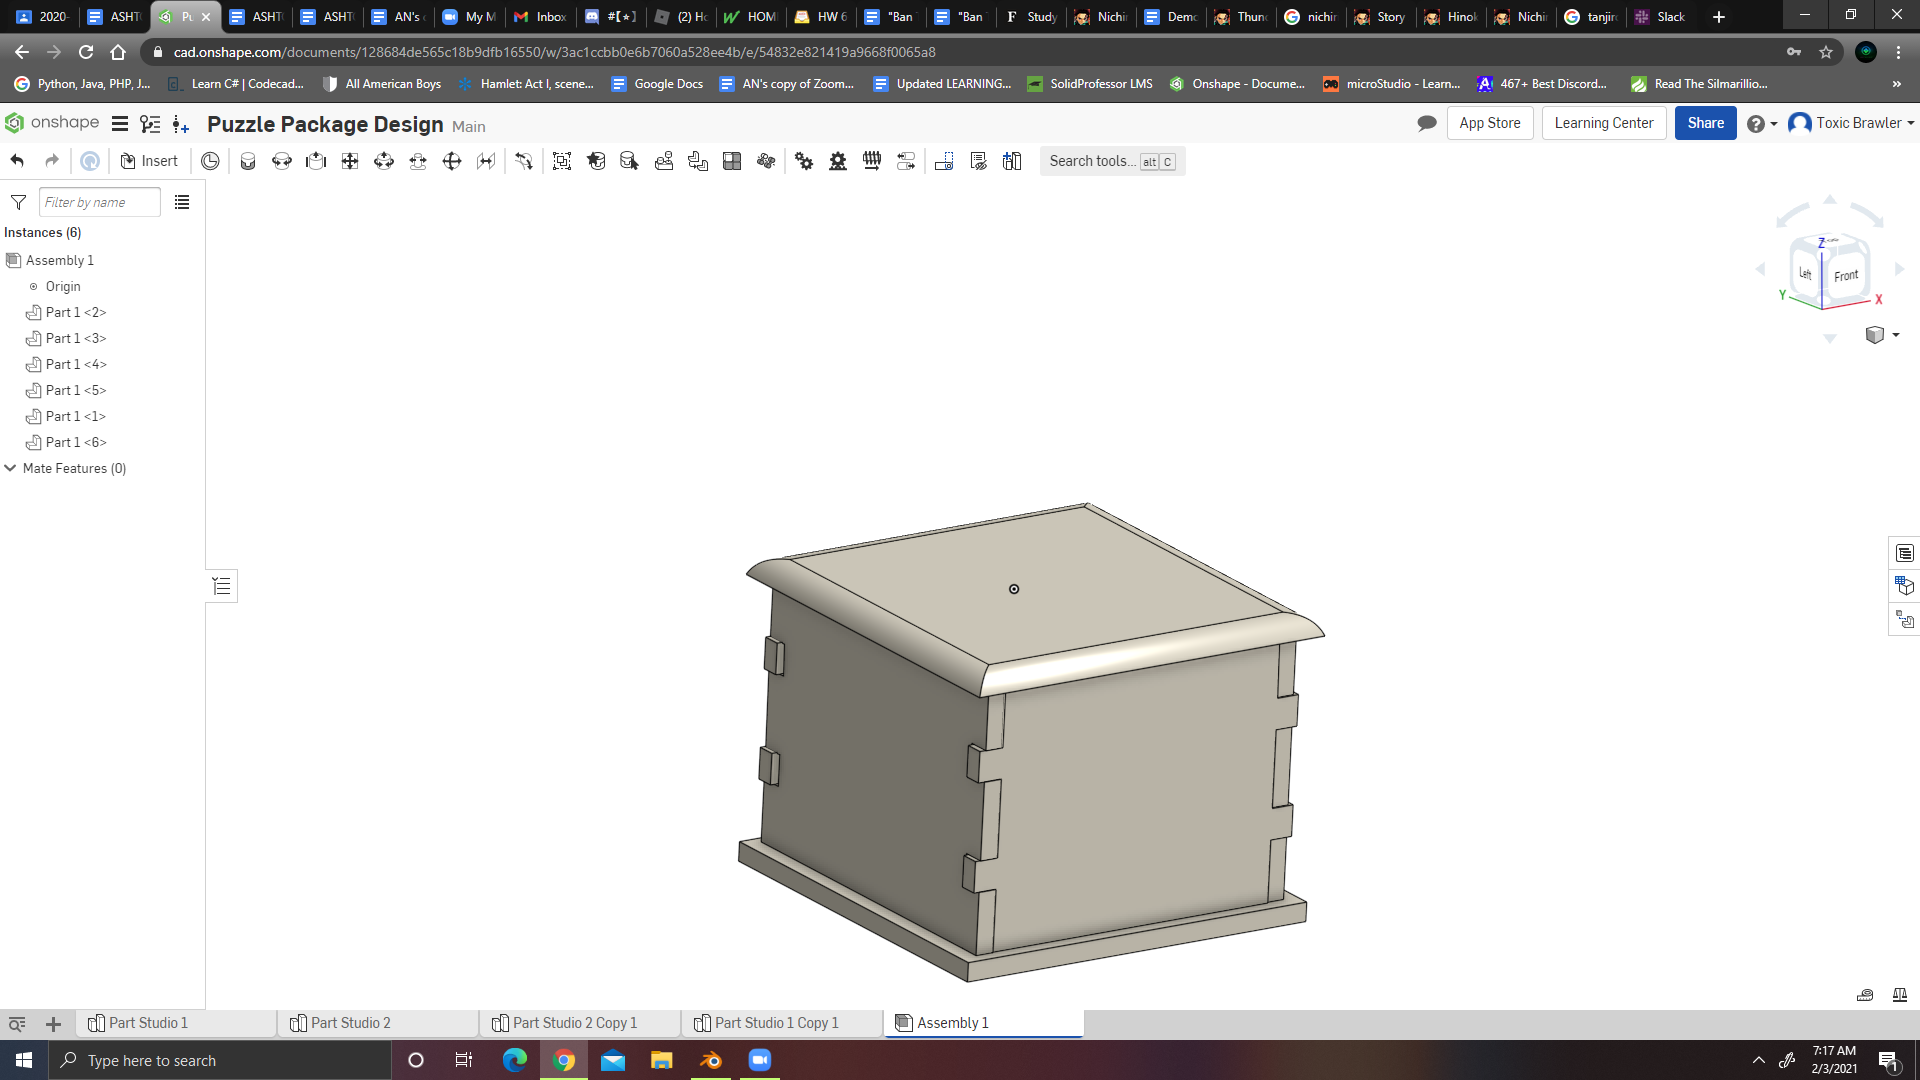 2020-
ASHT
Pu
ASHT
ASHT
AN's
My M
Inbox
#【★】
(2) Ho
HOM
HW 6
"Ban
"Ban
Study
Nichi
Demo
Thun
nichir
Story
Hinok
Nichi
tanjiro
Slack
cad.onshape.com/documents/128684de565c18b9dfb16550/w/3ac1ccbb0e6b7060a528ee4b/e/54832e821419a9668f0065a8
Python, Java, PHP, J...
Learn C# | Codecad...
All American Boys
Hamlet: Act I, scene...
Google Docs
AN's copy of Zoom...
Updated LEARNING...
SolidProfessor LMS
Onshape - Docume...
microStudio - Learn...
467+ Best Discord...
Read The Silmarillio...
onshape
Puzzle Package Design Main
App Store
Learning Center
Share
Toxic Brawler
Insert
Search tools... alt C
Filter by name
Instances (6)
Assembly 1
Origin
Part 1 <2>
Part 1 <3>
Part 1 <4>
Part 1 <5>
Part 1 <1>
Part 1 <6>
Mate Features (0)
Z
Left
Front
Y
X
Part Studio 1
Part Studio 2
Part Studio 2 Copy 1
Part Studio 1 Copy 1
Assembly 1
Type here to search
7:17 AM
2/3/2021
1